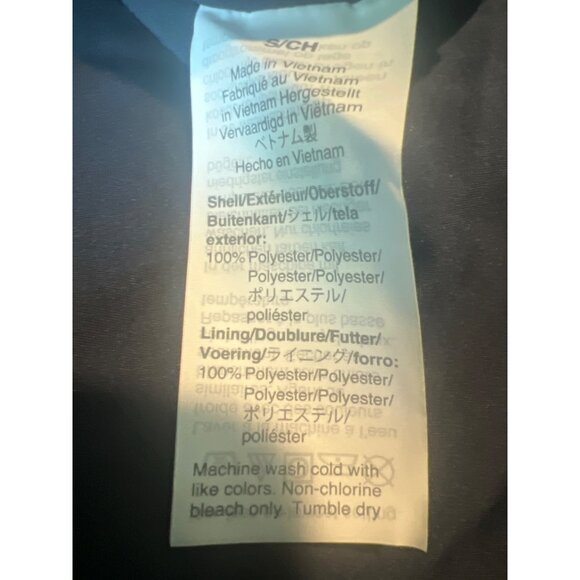 S/CH
Made in Vietnam
Fabriqué au Vietnam
in Vietnam Hergestellt
Vervaardigd in Viëtnam
ベトナム製
Hecho en Vietnam
Shell/Extérieur/Oberstoff/
Buitenkant/シェル/tela
exterior:
100% Polyester/Polyester/
Polyester/Polyester/
ポリエステル/
poliéster
Lining/Doublure/Futter/
Voering/ライニング/forro:
100% Polyester/Polyester/
Polyester/Polyester/
ポリエステル/
poliéster
Machine wash cold with
like colors. Non-chlorine
bleach only. Tumble dry